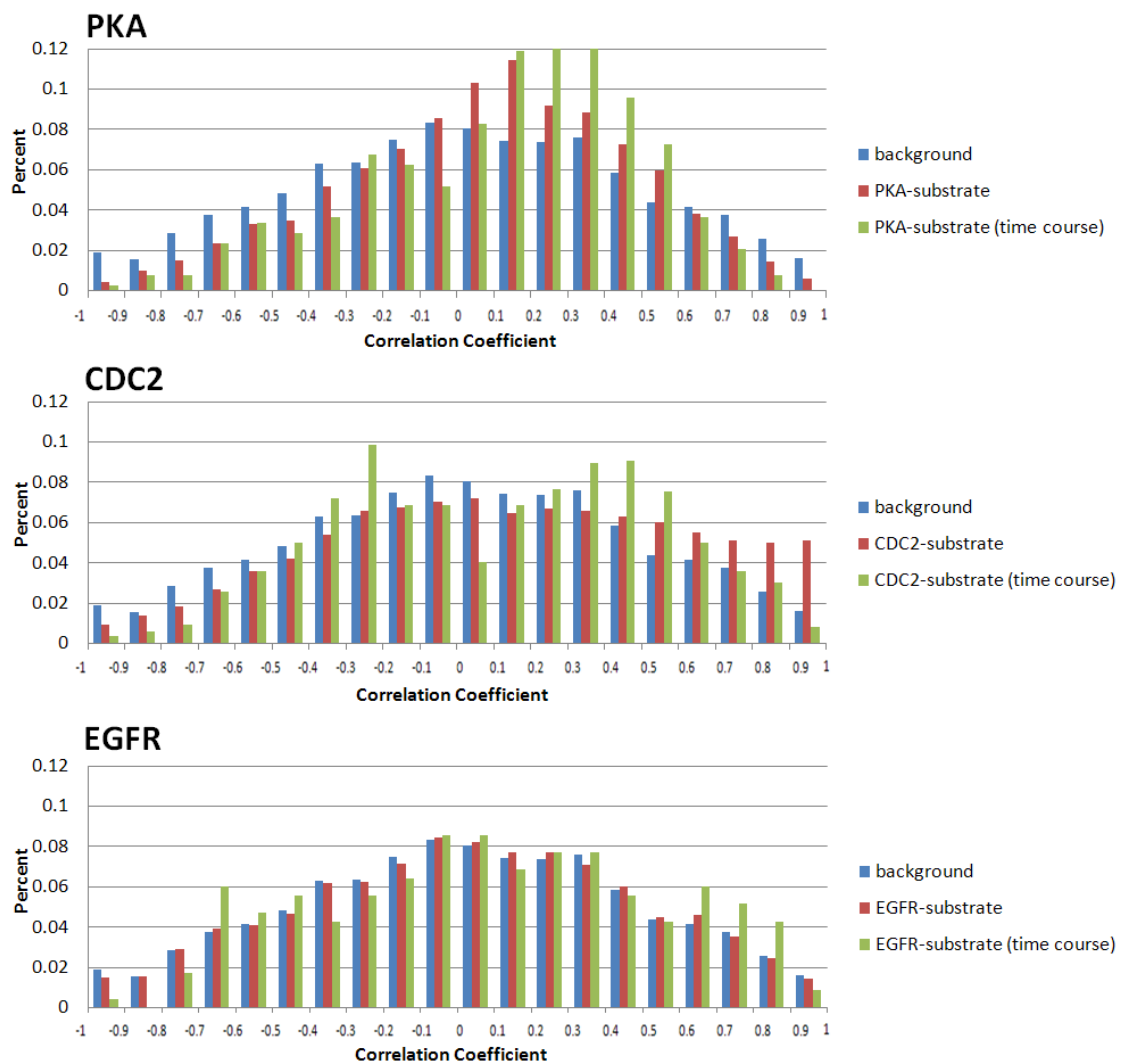 PKA
0.12
0.1
0.08
0.06
0.04
0.02
0
Percent
-1 -0.9 -0.8 -0.7 -0.6 -0.5 -0.4 -0.3 -0.2 -0.1 0 0.1 0.2 0.3 0.4 0.5 0.6 0.7 0.8 0.9 1
Correlation Coefficient
background
PKA-substrate
PKA-substrate (time course)
CDC2
0.12
0.1
0.08
0.06
0.04
0.02
0
Percent
-1 -0.9 -0.8 -0.7 -0.6 -0.5 -0.4 -0.3 -0.2 -0.1 0 0.1 0.2 0.3 0.4 0.5 0.6 0.7 0.8 0.9 1
Correlation Coefficient
background
CDC2-substrate
CDC2-substrate (time course)
EGFR
0.12
0.1
0.08
0.06
0.04
0.02
0
Percent
-1 -0.9 -0.8 -0.7 -0.6 -0.5 -0.4 -0.3 -0.2 -0.1 0 0.1 0.2 0.3 0.4 0.5 0.6 0.7 0.8 0.9 1
Correlation Coefficient
background
EGFR-substrate
EGFR-substrate (time course)